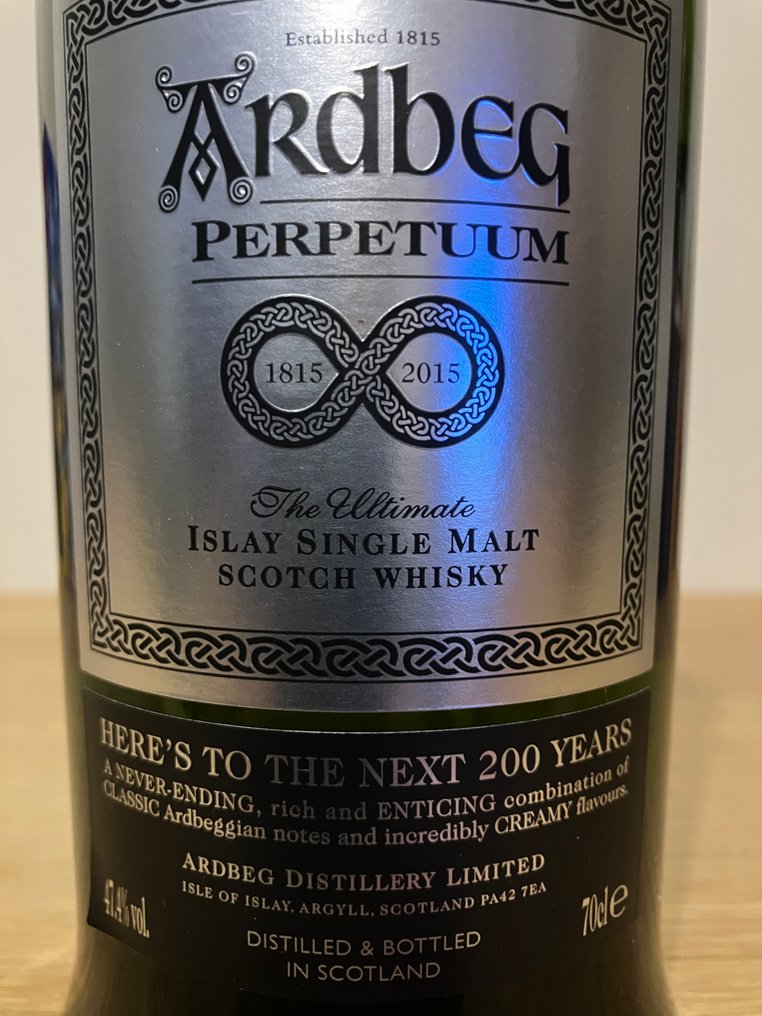 Established 1815
ARdbEG
PERPETUUM
1815 2015
The Ultimate
ISLAY SINGLE MALT
SCOTCH WHISKY
HERE'S TO THE NEXT 200 YEARS
A NEVER-ENDING, rich and ENTICING combination of
CLASSIC Ardbeggian notes and incredibly CREAMY flavours.
ARDBEG DISTILLERY LIMITED
ISLE OF ISLAY, ARGYLL, SCOTLAND PA42 7EA
47.4% vol.
70cl e
DISTILLED & BOTTLED
IN SCOTLAND